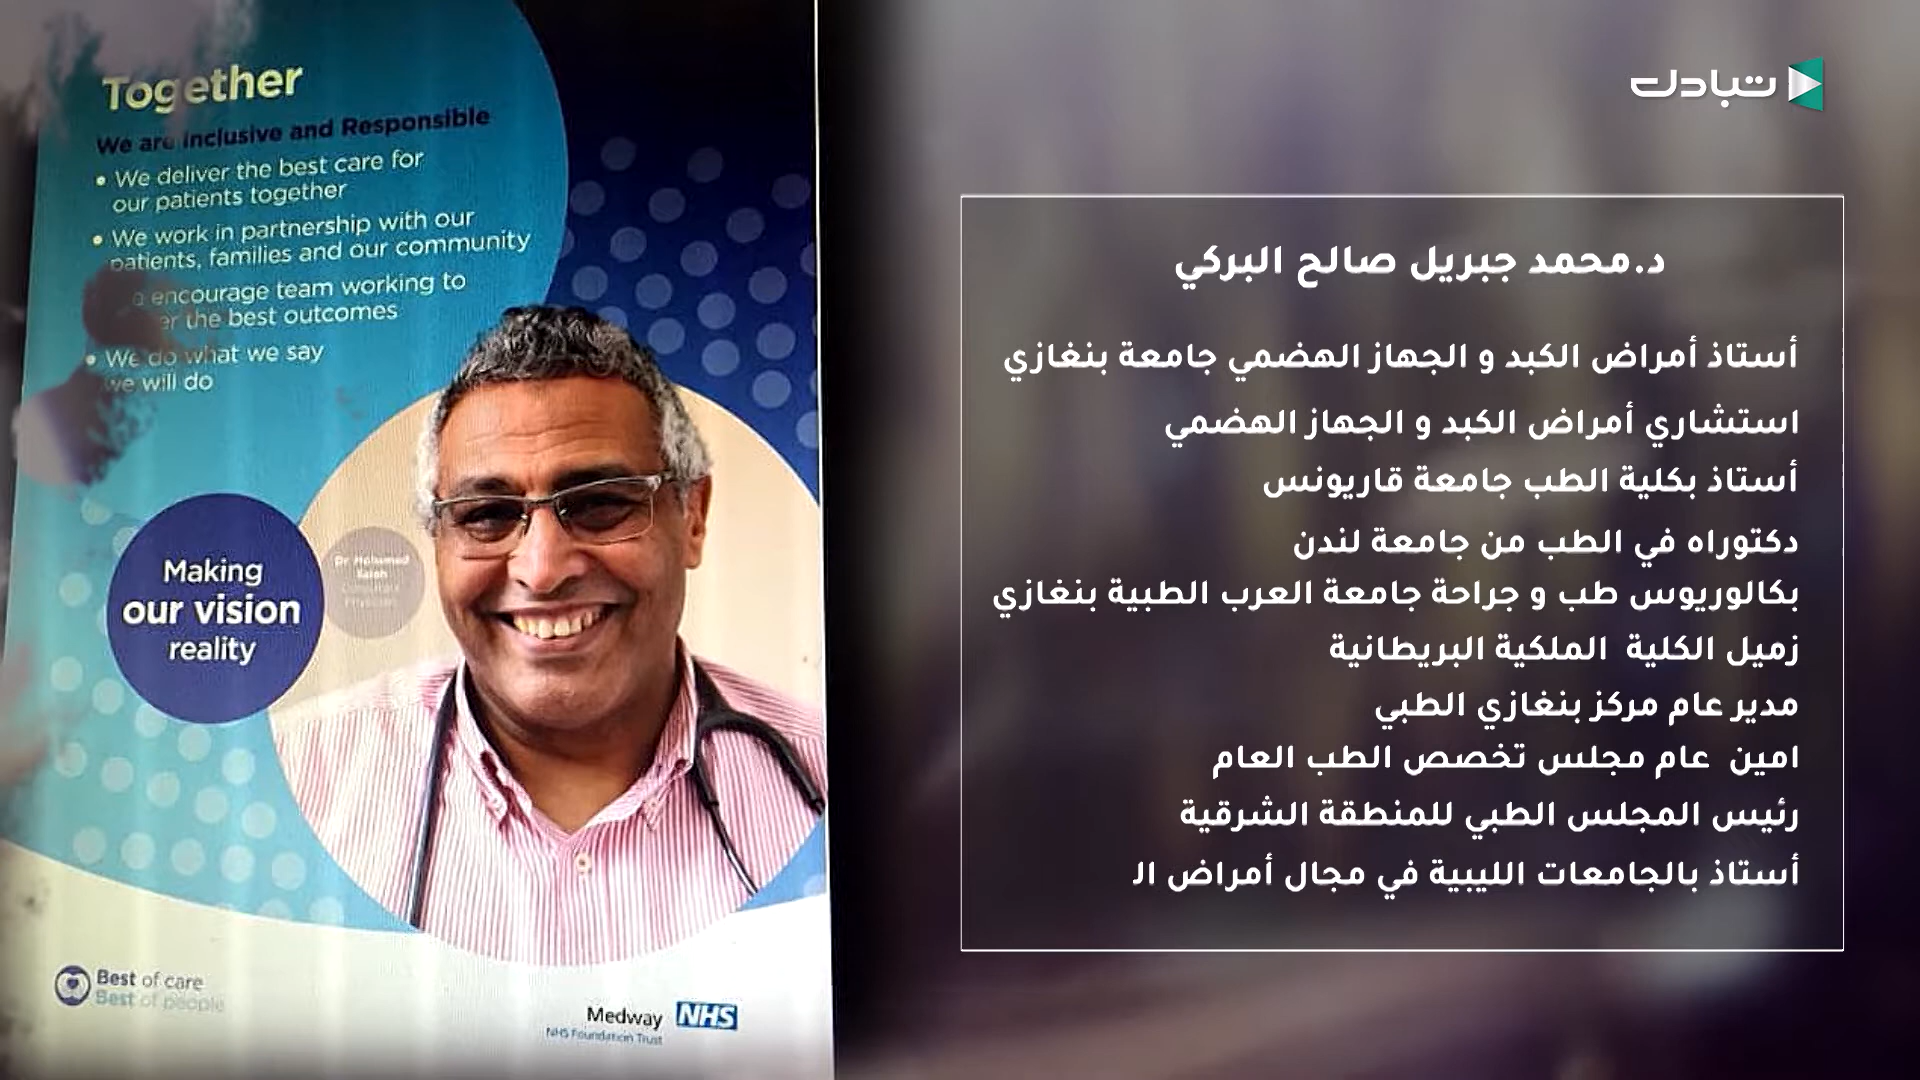 Together
We are Inclusive and Responsible
• We deliver the best care for
our patients together
• We work in partnership with our
patients, families and our community
encourage team working to
the best outcomes
• We do what we say
we will do
Making
our vision
reality
Dr Mohamed
Saleh
Consultant
Physician
Best of care
Best of people
Medway NHS
NHS Foundation Trust
تبادل
د.محمد جبريل صالح البركي
أستاذ أمراض الكبد و الجهاز الهضمي جامعة بنغازي
استشاري أمراض الكبد و الجهاز الهضمي
أستاذ بكلية الطب جامعة قاريونس
دكتوراه في الطب من جامعة لندن
بكالوريوس طب و جراحة جامعة العرب الطبية بنغازي
زميل الكلية الملكية البريطانية
مدير عام مركز بنغازي الطبي
امين عام مجلس تخصص الطب العام
رئيس المجلس الطبي للمنطقة الشرقية
أستاذ بالجامعات الليبية في مجال أمراض ال